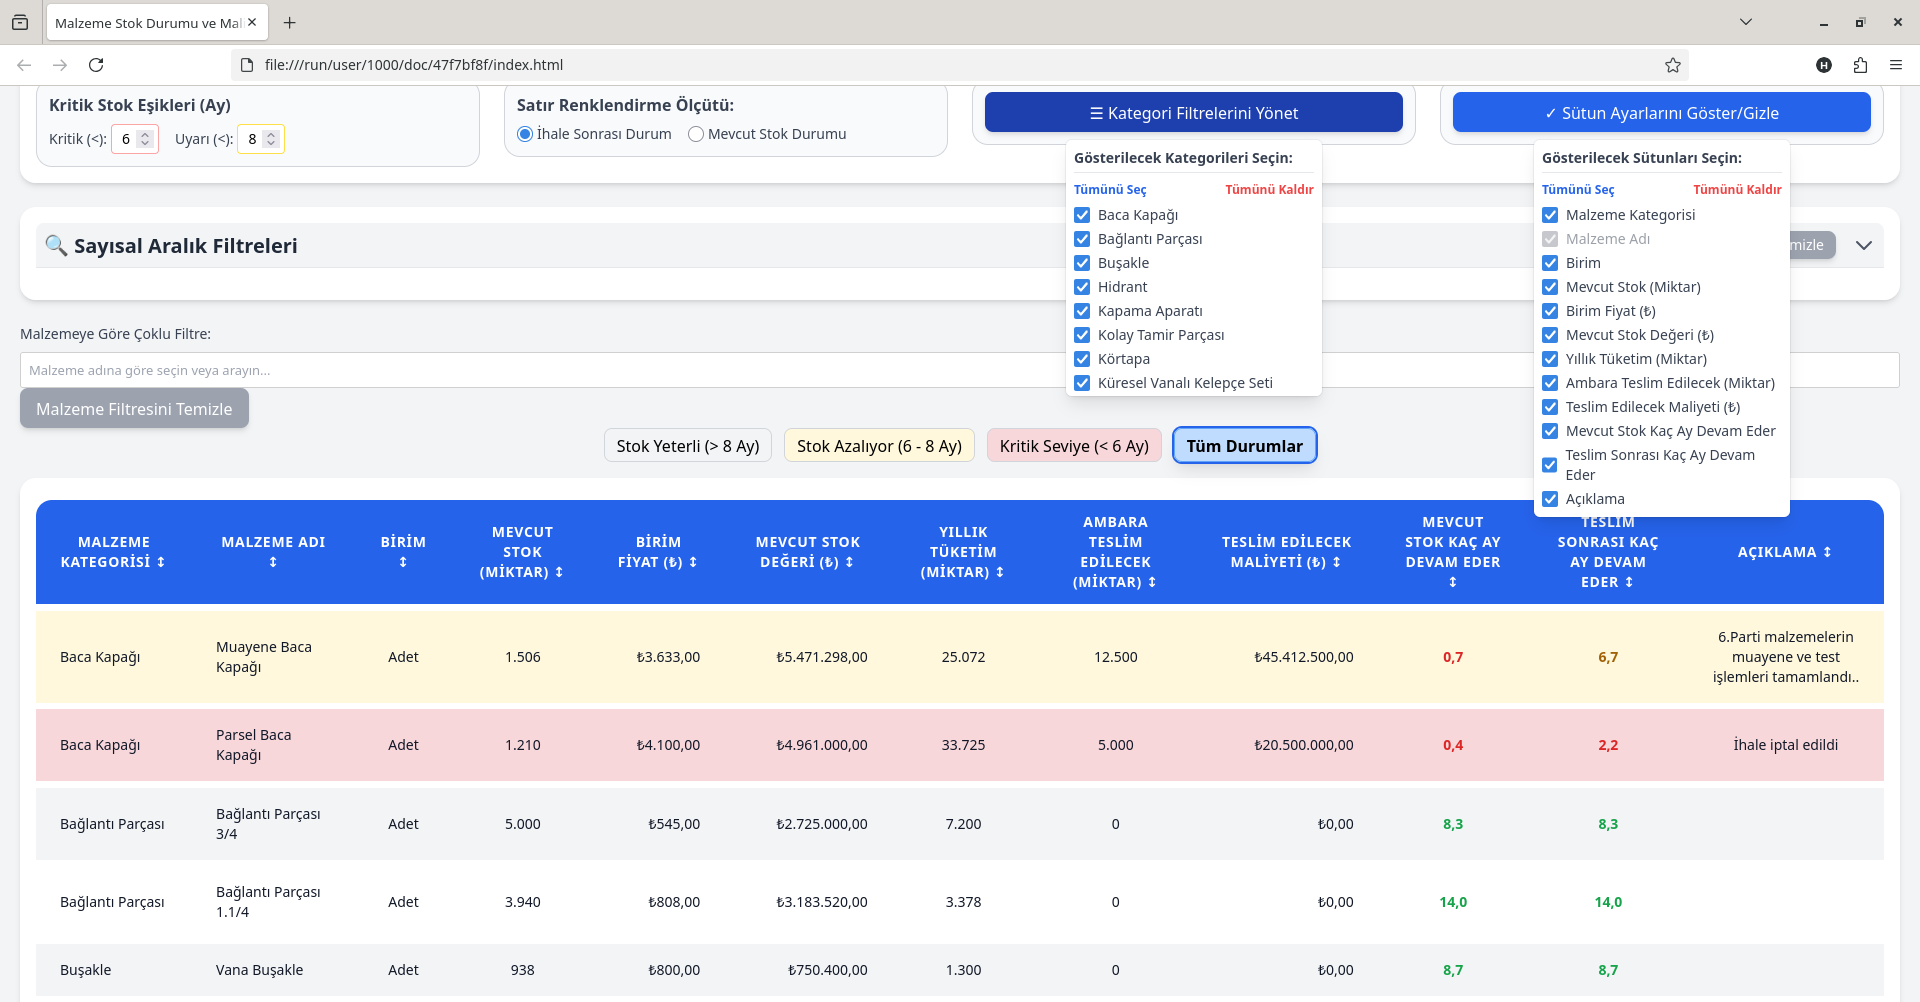 Malzeme Stok Durumu ve Mal
file:///run/user/1000/doc/47f7bf8f/index.html
H
Kritik Stok Eşikleri (Ay)
Kritik (<): 6 Uyarı (<): 8
Satır Renklendirme Ölçütü:
İhale Sonrası Durum Mevcut Stok Durumu
☰ Kategori Filtrelerini Yönet
✓ Sütun Ayarlarını Göster/Gizle
Gösterilecek Kategorileri Seçin:
Tümünü Seç Tümünü Kaldır
Baca Kapağı
Bağlantı Parçası
Buşakle
Hidrant
Kapama Aparatı
Kolay Tamir Parçası
Körtapa
Küresel Vanalı Kelepçe Seti
Gösterilecek Sütunları Seçin:
Tümünü Seç Tümünü Kaldır
Malzeme Kategorisi
Malzeme Adı
Birim
Mevcut Stok (Miktar)
Birim Fiyat (₺)
Mevcut Stok Değeri (₺)
Yıllık Tüketim (Miktar)
Ambara Teslim Edilecek (Miktar)
Teslim Edilecek Maliyeti (₺)
Mevcut Stok Kaç Ay Devam Eder
Teslim Sonrası Kaç Ay Devam
Eder
Açıklama
🔍 Sayısal Aralık Filtreleri
mizle
Malzemeye Göre Çoklu Filtre:
Malzeme adına göre seçin veya arayın...
Malzeme Filtresini Temizle
Stok Yeterli (> 8 Ay) Stok Azalıyor (6 - 8 Ay) Kritik Seviye (< 6 Ay) Tüm Durumlar
MALZEME
KATEGORİSİ ↕
MALZEME ADI
↕
BİRİM
↕
MEVCUT
STOK
(MİKTAR) ↕
BİRİM
FİYAT (₺) ↕
MEVCUT STOK
DEĞERİ (₺) ↕
YILLIK
TÜKETİM
(MİKTAR) ↕
AMBARA
TESLİM
EDİLECEK
(MİKTAR) ↕
TESLİM EDİLECEK
MALİYETİ (₺) ↕
MEVCUT
STOK KAÇ AY
DEVAM EDER
↕
TESLİM
SONRASI KAÇ
AY DEVAM
EDER ↕
AÇIKLAMA ↕
Baca Kapağı
Muayene Baca
Kapağı
Adet 1.506 ₺3.633,00 ₺5.471.298,00 25.072 12.500 ₺45.412.500,00 0,7 6,7
6.Parti malzemelerin
muayene ve test
işlemleri tamamlandı..
Baca Kapağı
Parsel Baca
Kapağı
Adet 1.210 ₺4.100,00 ₺4.961.000,00 33.725 5.000 ₺20.500.000,00 0,4 2,2 İhale iptal edildi
Bağlantı Parçası
Bağlantı Parçası
3/4
Adet 5.000 ₺545,00 ₺2.725.000,00 7.200 0 ₺0,00 8,3 8,3
Bağlantı Parçası
Bağlantı Parçası
1.1/4
Adet 3.940 ₺808,00 ₺3.183.520,00 3.378 0 ₺0,00 14,0 14,0
Buşakle Vana Buşakle Adet 938 ₺800,00 ₺750.400,00 1.300 0 ₺0,00 8,7 8,7